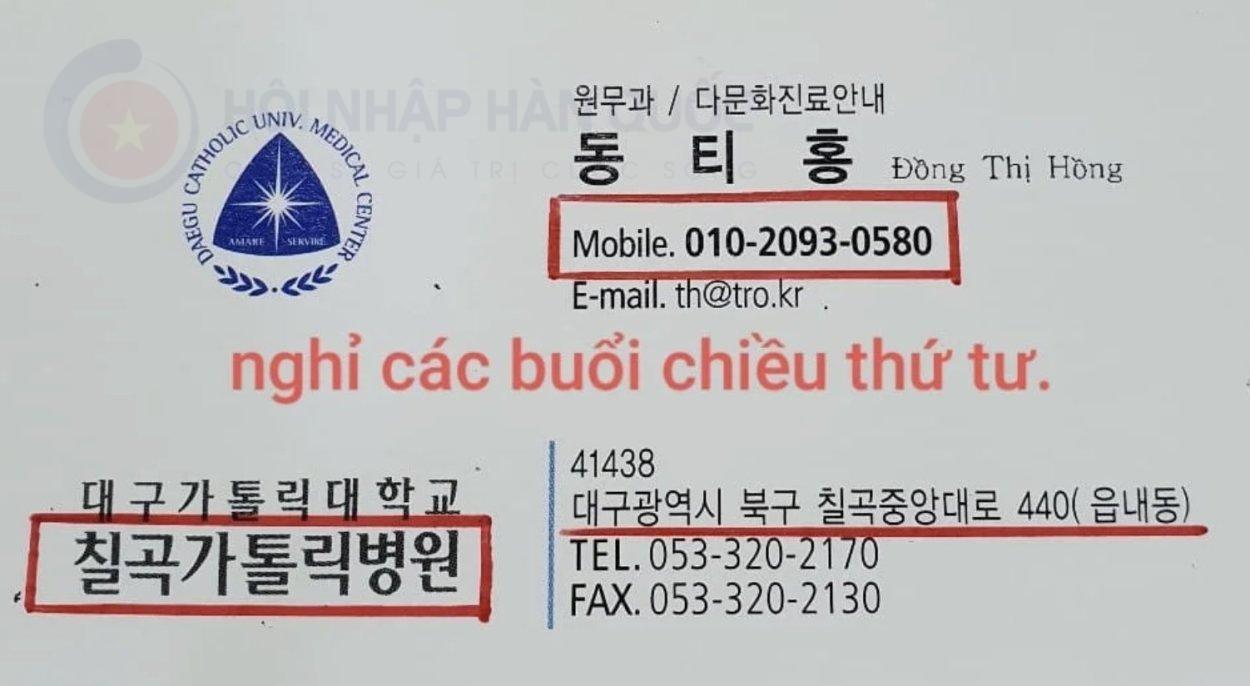 HỘI NHẬP HÀN QUỐC
DAEGU CATHOLIC UNIV. MEDICAL CENTER
AMARE SERVIRE
원무과 / 다문화진료안내
동 티 홍 Đồng Thị Hồng
Mobile. 010-2093-0580
E-mail. th@tro.kr
nghỉ các buổi chiều thứ tư.
대구가톨릭대학교
칠곡가톨릭병원
41438
대구광역시 북구 칠곡중앙대로 440(읍내동)
TEL. 053-320-2170
FAX. 053-320-2130